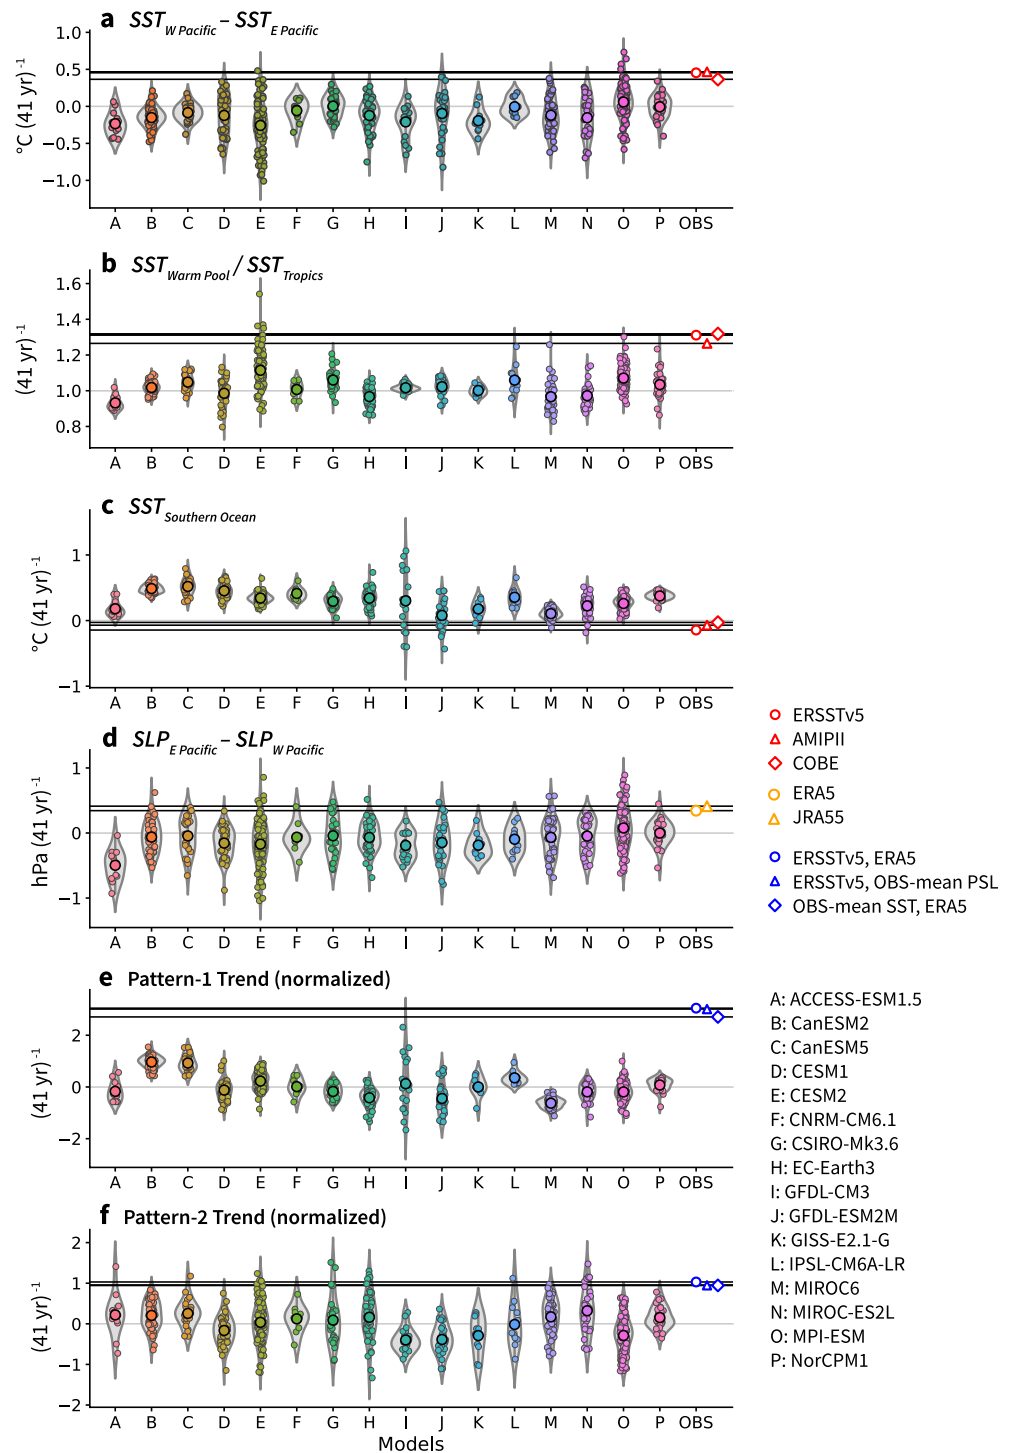 a SST W Pacific – SST E Pacific
1.0
0.5
0.0
−0.5
−1.0
°C (41 yr) -1
A B C D E F G H I J K L M N O P OBS
b SST Warm Pool / SST Tropics
1.6
1.4
1.2
1.0
0.8
(41 yr) -1
A B C D E F G H I J K L M N O P OBS
c SST Southern Ocean
1
0
−1
°C (41 yr) -1
A B C D E F G H I J K L M N O P OBS
d SLP E Pacific – SLP W Pacific
1
0
−1
hPa (41 yr) -1
A B C D E F G H I J K L M N O P OBS
e Pattern-1 Trend (normalized)
2
0
−2
(41 yr) -1
A B C D E F G H I J K L M N O P OBS
f Pattern-2 Trend (normalized)
2
1
0
−1
−2
(41 yr) -1
A B C D E F G H I J K L M N O P OBS
Models
ERSSTv5
AMIPII
COBE
ERA5
JRA55
ERSSTv5, ERA5
ERSSTv5, OBS-mean PSL
OBS-mean SST, ERA5
A: ACCESS-ESM1.5
B: CanESM2
C: CanESM5
D: CESM1
E: CESM2
F: CNRM-CM6.1
G: CSIRO-Mk3.6
H: EC-Earth3
I: GFDL-CM3
J: GFDL-ESM2M
K: GISS-E2.1-G
L: IPSL-CM6A-LR
M: MIROC6
N: MIROC-ES2L
O: MPI-ESM
P: NorCPM1